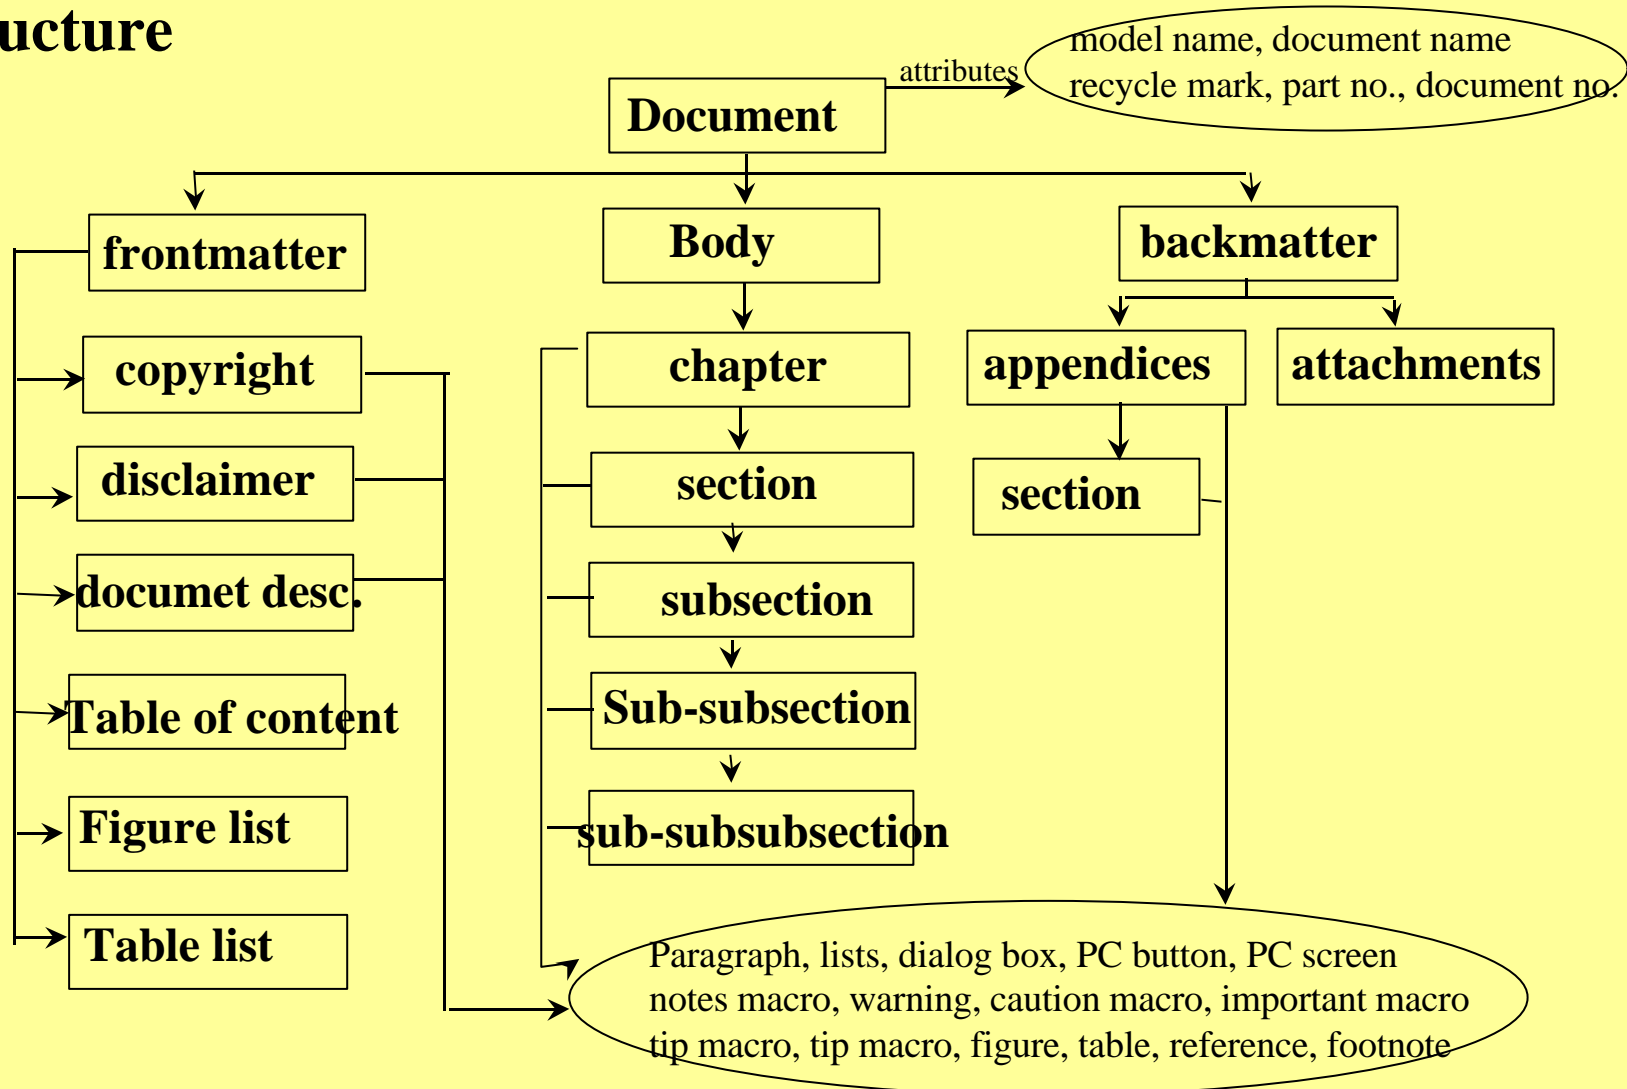 ucture
model name, document name
attributes
recycle mark, part no., document no.
Document
frontmatter
Body
backmatter
copyright
chapter
appendices
attachments
disclaimer
section
section
documet desc.
subsection
Table of content
Sub-subsection
Figure list
sub-subsubsection
Table list
Paragraph, lists, dialog box, PC button, PC screen
notes macro, warning, caution macro, important macro
tip macro, tip macro, figure, table, reference, footnote